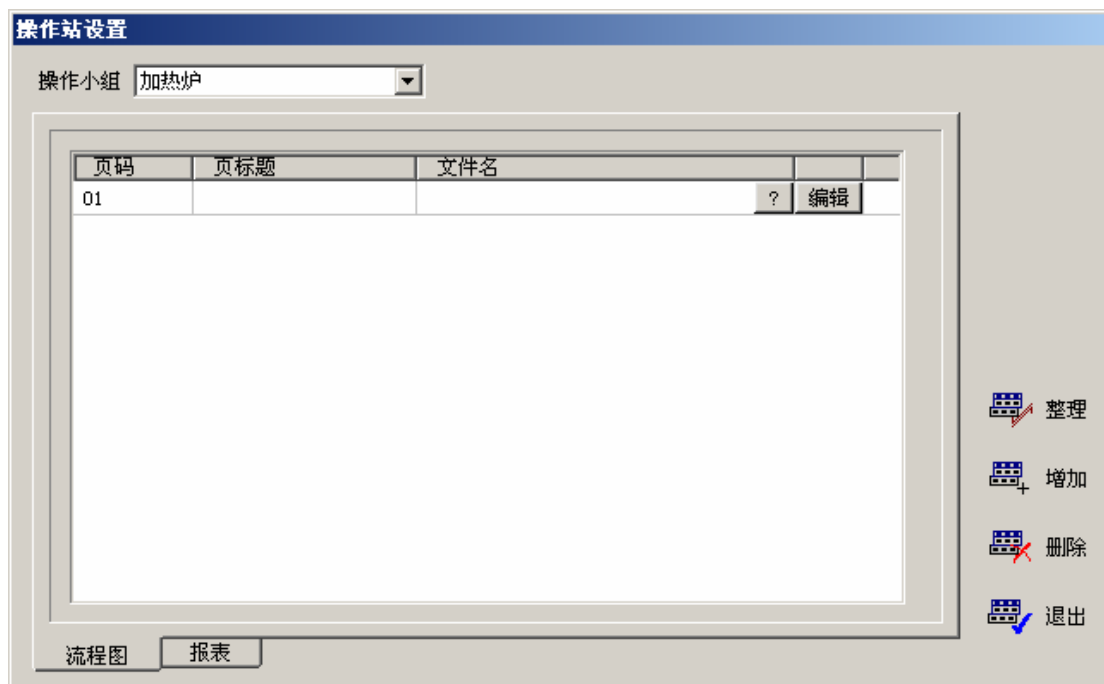 操作站设置
操作小组 加热炉
页码 页标题 文件名
01 ? 编辑
整理
增加
删除
退出
流程图 报表